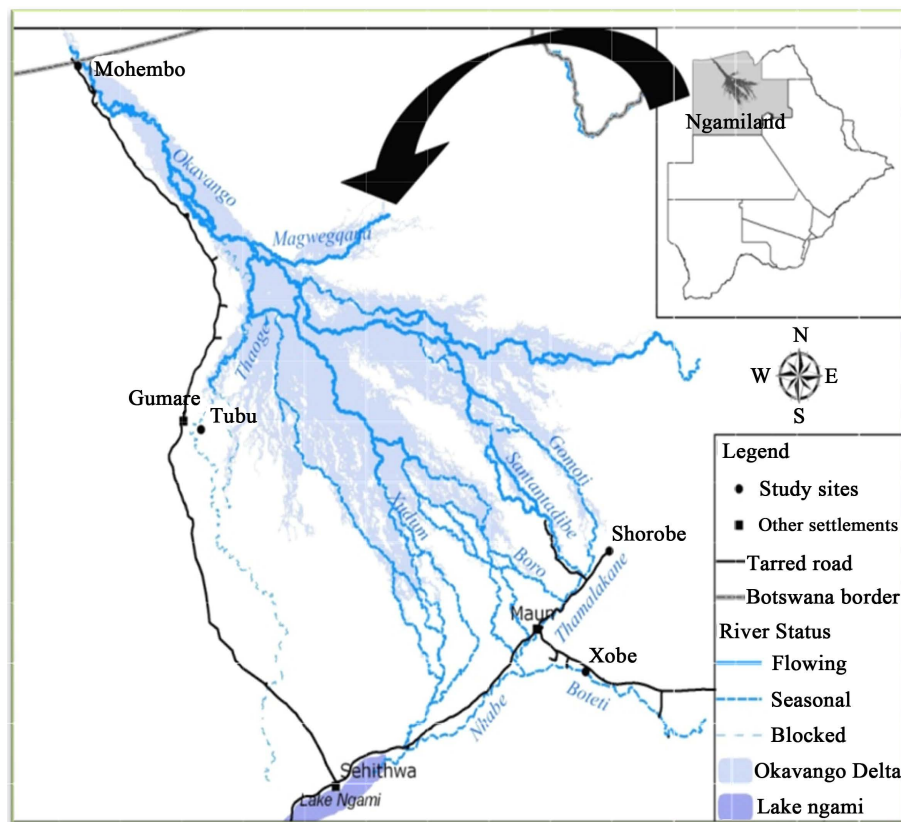 Mohembo
Ngamiland
Okavango
Magwegqana
Thaoge
N
W E
S
Gumare
Tubu
Gomoti
Santantadibe
Xudum
Boro
Shorobe
Thamalakane
Maun
Xobe
Boteti
Nhabe
Sehithwa
Lake Ngami
Legend
Study sites
Other settlements
Tarred road
Botswana border
River Status
Flowing
Seasonal
Blocked
Okavango Delta
Lake ngami